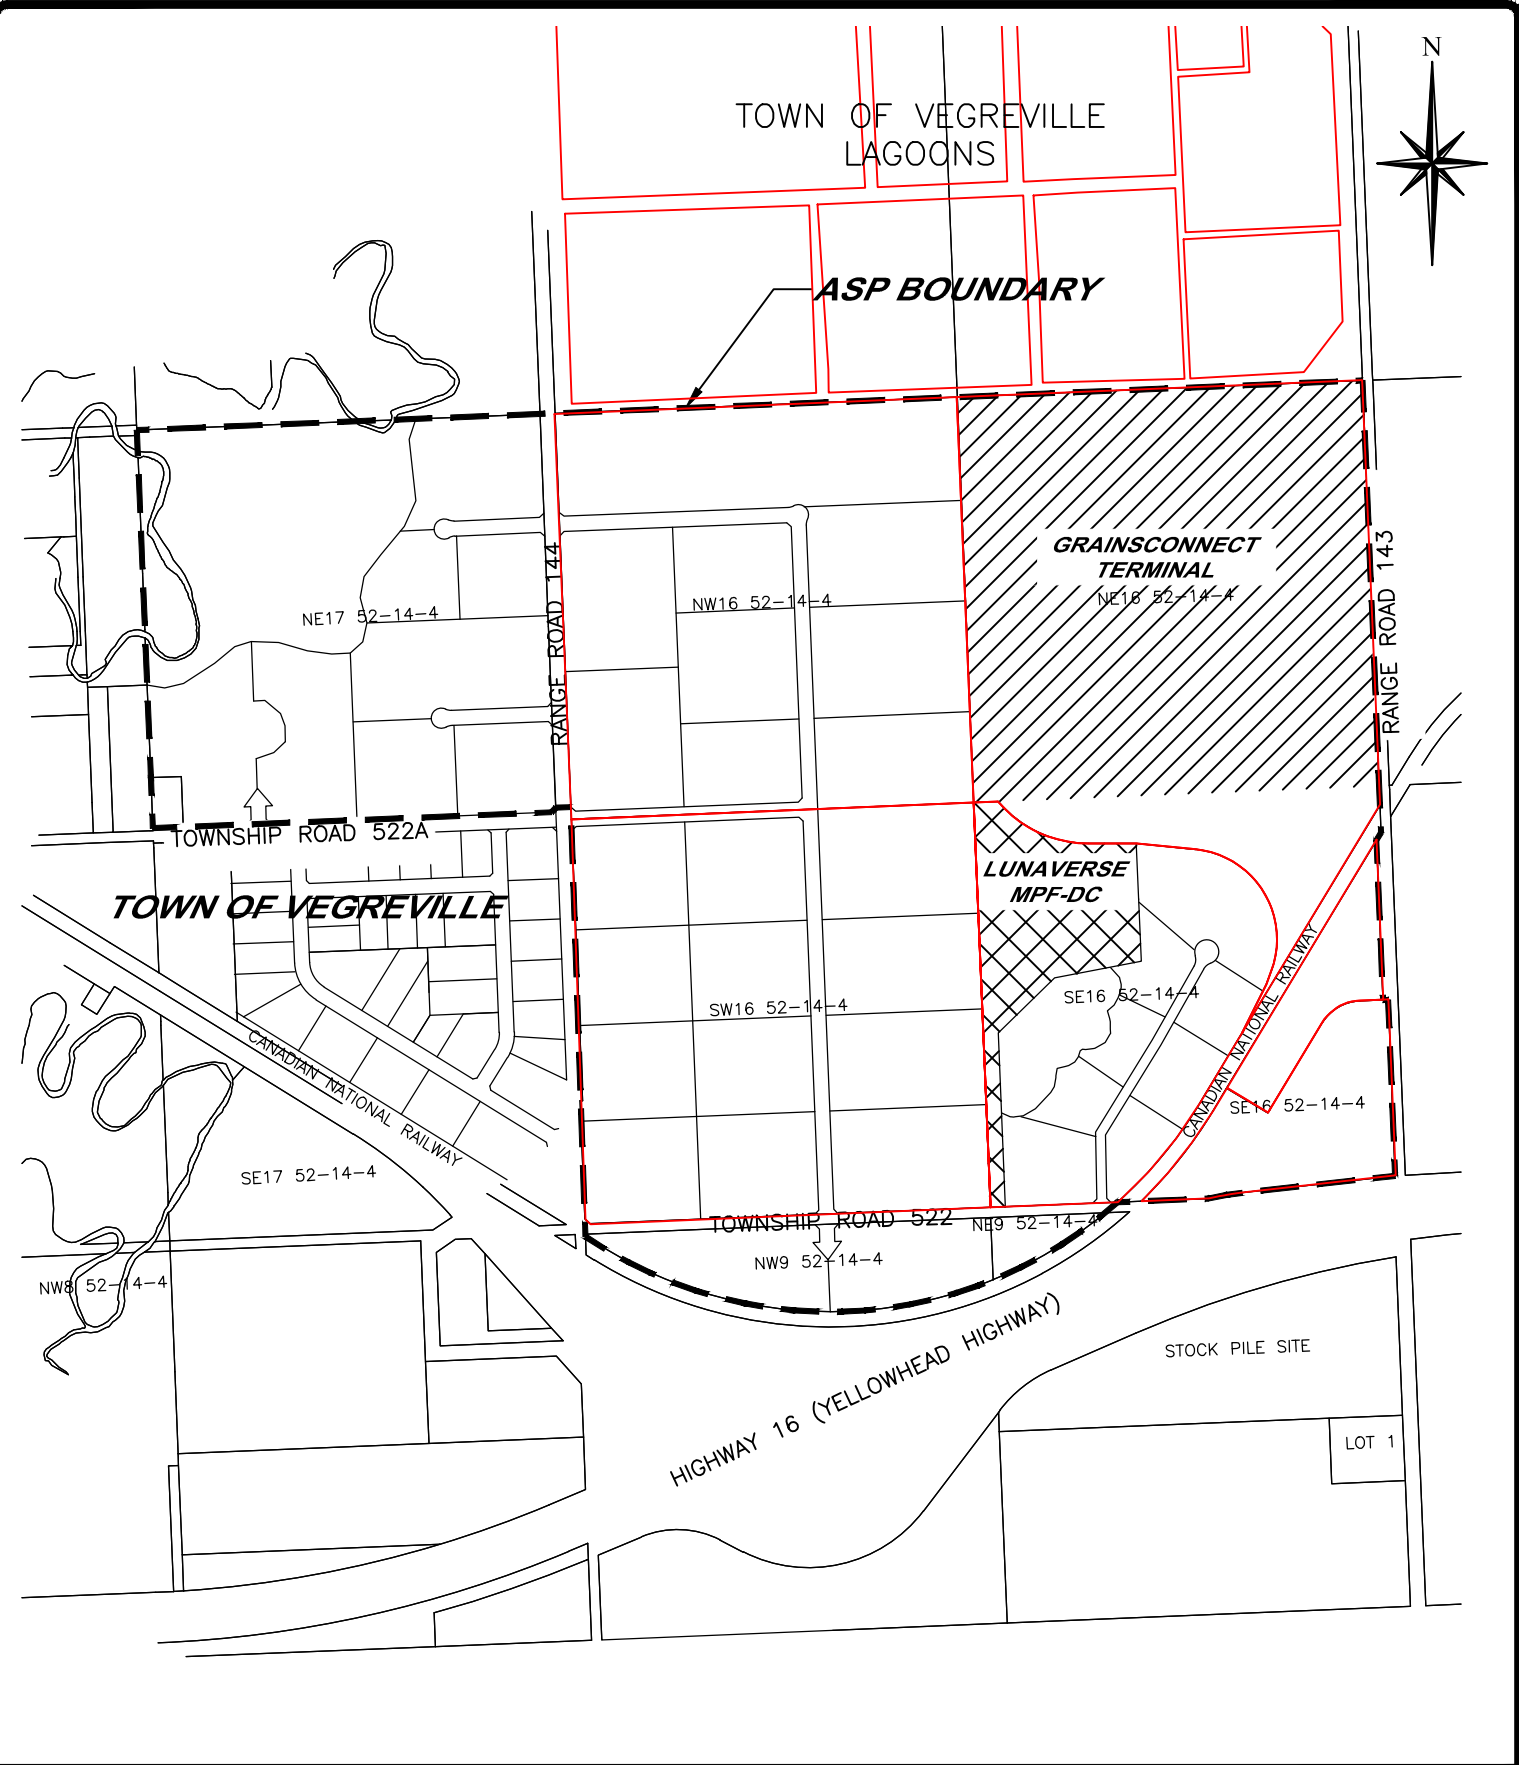 N
TOWN OF VEGREVILLE
LAGOONS
ASP BOUNDARY
GRAINSCONNECT
TERMINAL
NE16 52-14-4
RANGE ROAD 143
RANGE ROAD 144
NW16 52-14-4
NE17 52-14-4
TOWNSHIP ROAD 522A
TOWN OF VEGREVILLE
LUNAVERSE
MPF-DC
SW16 52-14-4
SE16 52-14-4
CANADIAN NATIONAL RAILWAY
CANADIAN NATIONAL RAILWAY
SE16 52-14-4
SE17 52-14-4
TOWNSHIP ROAD 522
NE9 52-14-4
NW9 52-14-4
NW8 52-14-4
HIGHWAY 16 (YELLOWHEAD HIGHWAY)
STOCK PILE SITE
LOT 1